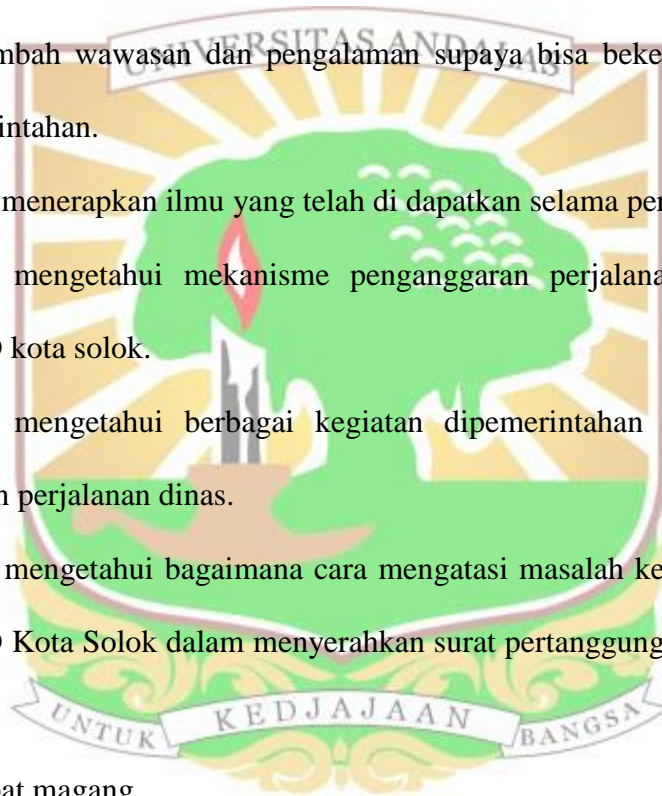 UNIVERSITAS ANDALAS
mbah wawasan dan pengalaman supaya bisa beke
intahan.
menerapkan ilmu yang telah di dapatkan selama per
mengetahui mekanisme penganggaran perjalana
kota solok.
mengetahui berbagai kegiatan dipemerintahan
n perjalanan dinas.
mengetahui bagaimana cara mengatasi masalah ke
Kota Solok dalam menyerahkan surat pertanggung
UNTUK KEDJAJAAN BANGSA
pat magang